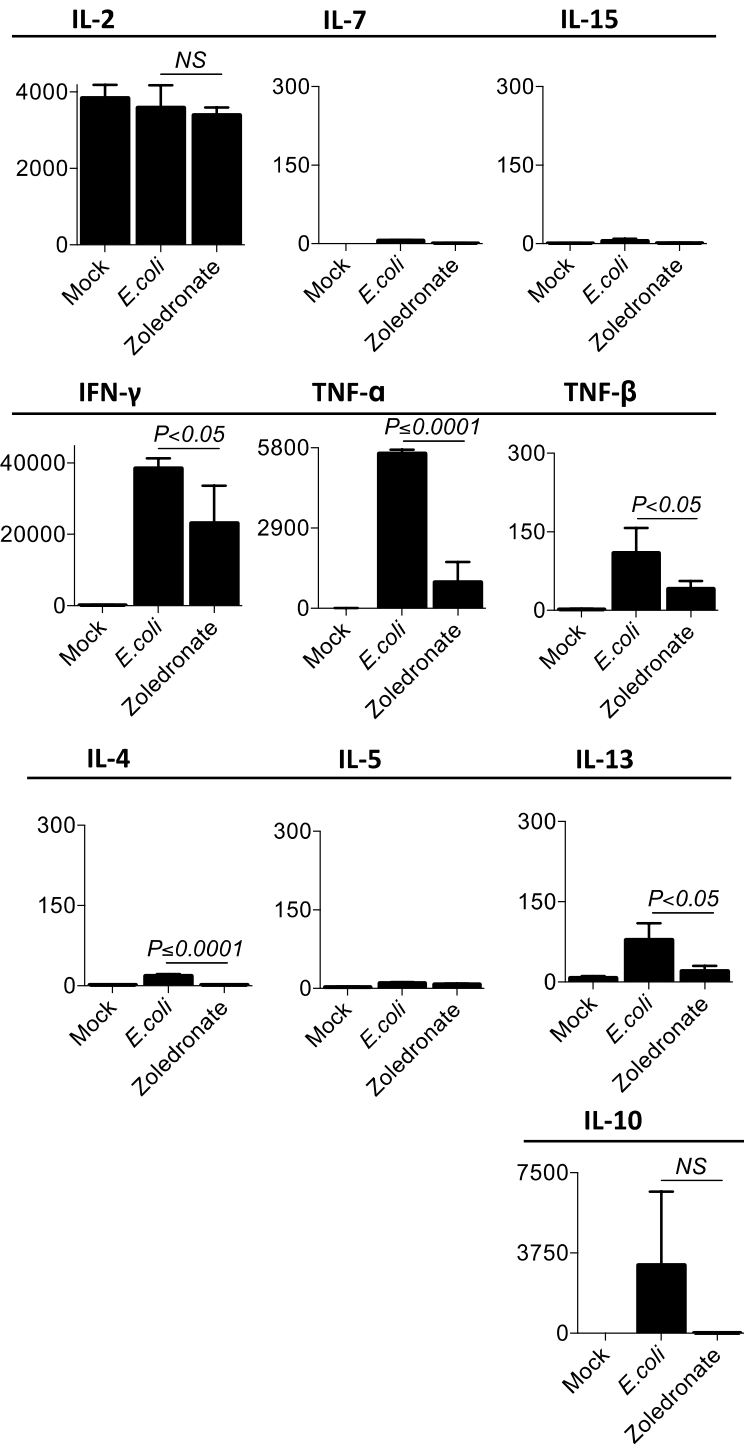 IL-2 IL-7 IL-15
NS
4000
2000
0
Mock
E.coli
Zoledronate
300
150
0
Mock
E.coli
Zoledronate
300
150
0
Mock
E.coli
Zoledronate
IFN-γ TNF-α TNF-β
P<0.05
40000
20000
0
Mock
E.coli
Zoledronate
P≤0.0001
5800
2900
0
Mock
E.coli
Zoledronate
P<0.05
300
150
0
Mock
E.coli
Zoledronate
IL-4 IL-5 IL-13
300
150
0
P≤0.0001
Mock
E.coli
Zoledronate
300
150
0
Mock
E.coli
Zoledronate
300
150
0
P<0.05
Mock
E.coli
Zoledronate
IL-10
NS
7500
3750
0
Mock
E.coli
Zoledronate